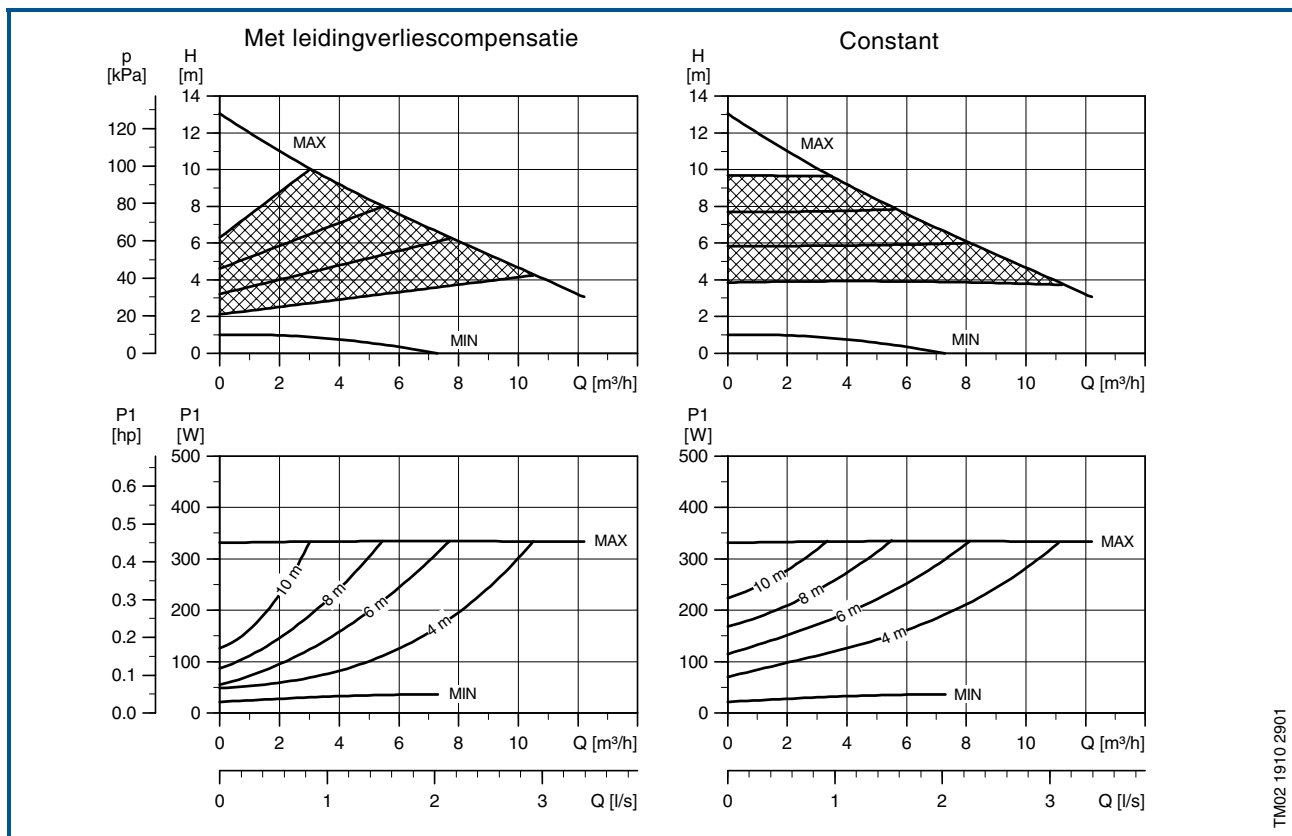 Met leidingverliescompensatie
p [kPa]
H [m]
120
100
80
60
40
20
0
14
12
10
8
6
4
2
0
MAX
MIN
0 2 4 6 8 10 Q [m³/h]
Constant
H [m]
14
12
10
8
6
4
2
0
MAX
MIN
0 2 4 6 8 10 Q [m³/h]
P1 [hp]
P1 [W]
0.6
0.5
0.4
0.3
0.2
0.1
0.0
500
400
300
200
100
0
MAX
10 m
8 m
6 m
4 m
MIN
0 2 4 6 8 10 Q [m³/h]
0 1 2 3 Q [l/s]
P1 [W]
500
400
300
200
100
0
MAX
10 m
8 m
6 m
4 m
MIN
0 2 4 6 8 10 Q [m³/h]
0 1 2 3 Q [l/s]
TM02 1910 2901